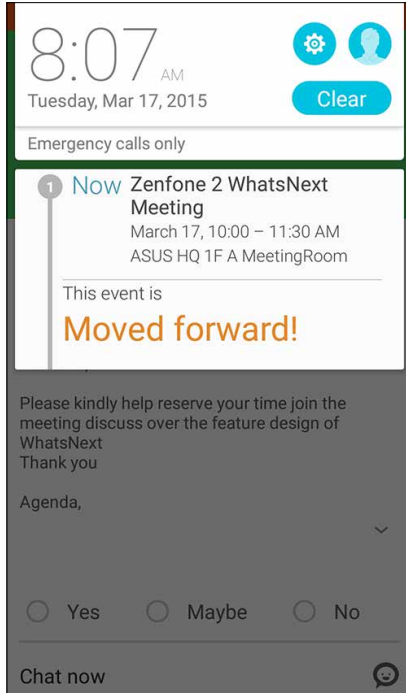 8:07 AM
Tuesday, Mar 17, 2015
Clear
Emergency calls only
1 Now Zenfone 2 WhatsNext
Meeting
March 17, 10:00 – 11:30 AM
ASUS HQ 1F A MeetingRoom
This event is
Moved forward!
Please kindly help reserve your time join the
meeting discuss over the feature design of
WhatsNext
Thank you
Agenda,
Yes Maybe No
Chat now